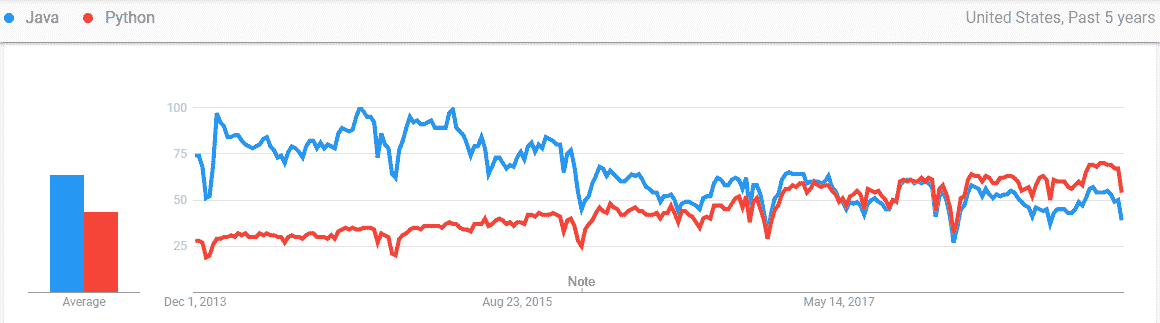 Java Python United States, Past 5 years
100
75
50
25
Note
Average Dec 1, 2013 Aug 23, 2015 May 14, 2017